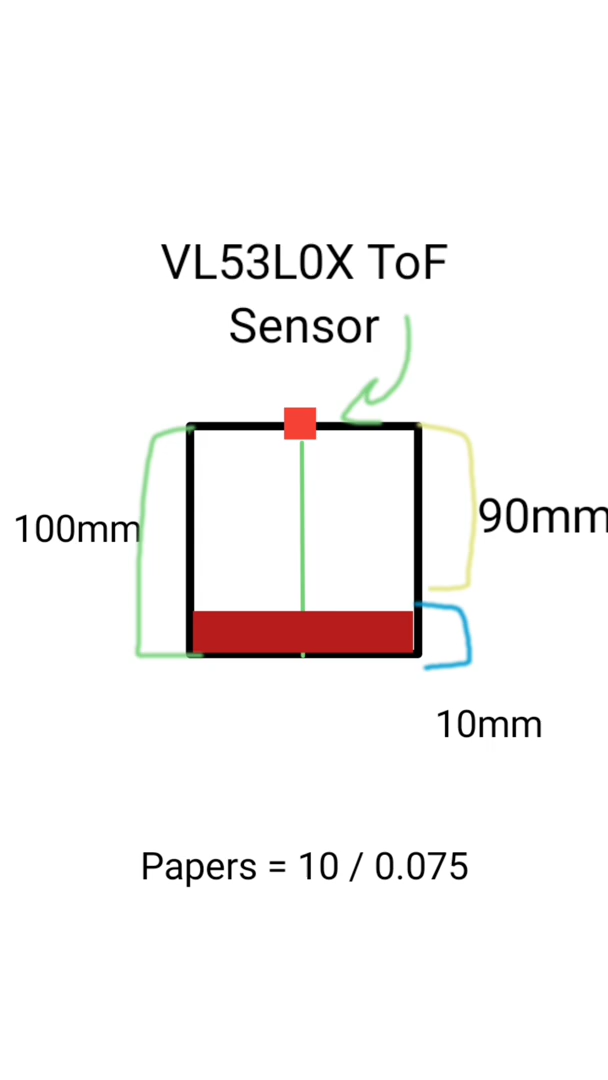 VL53L0X ToF
Sensor
100mm
90mm
10mm
Papers = 10 / 0.075